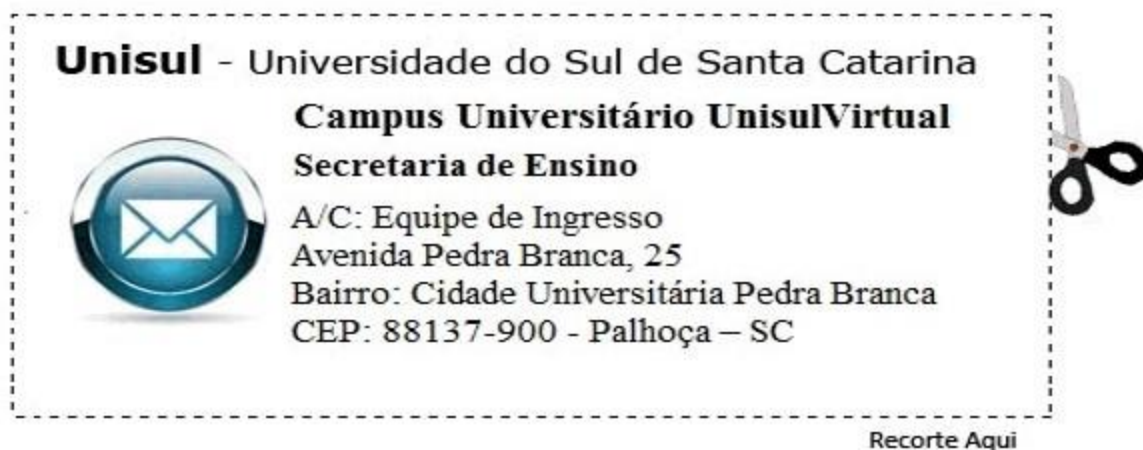 Unisul - Universidade do Sul de Santa Catarina
Campus Universitário UnisulVirtual
Secretaria de Ensino
A/C: Equipe de Ingresso
Avenida Pedra Branca, 25
Bairro: Cidade Universitária Pedra Branca
CEP: 88137-900 - Palhoça – SC
Recorte Aqui